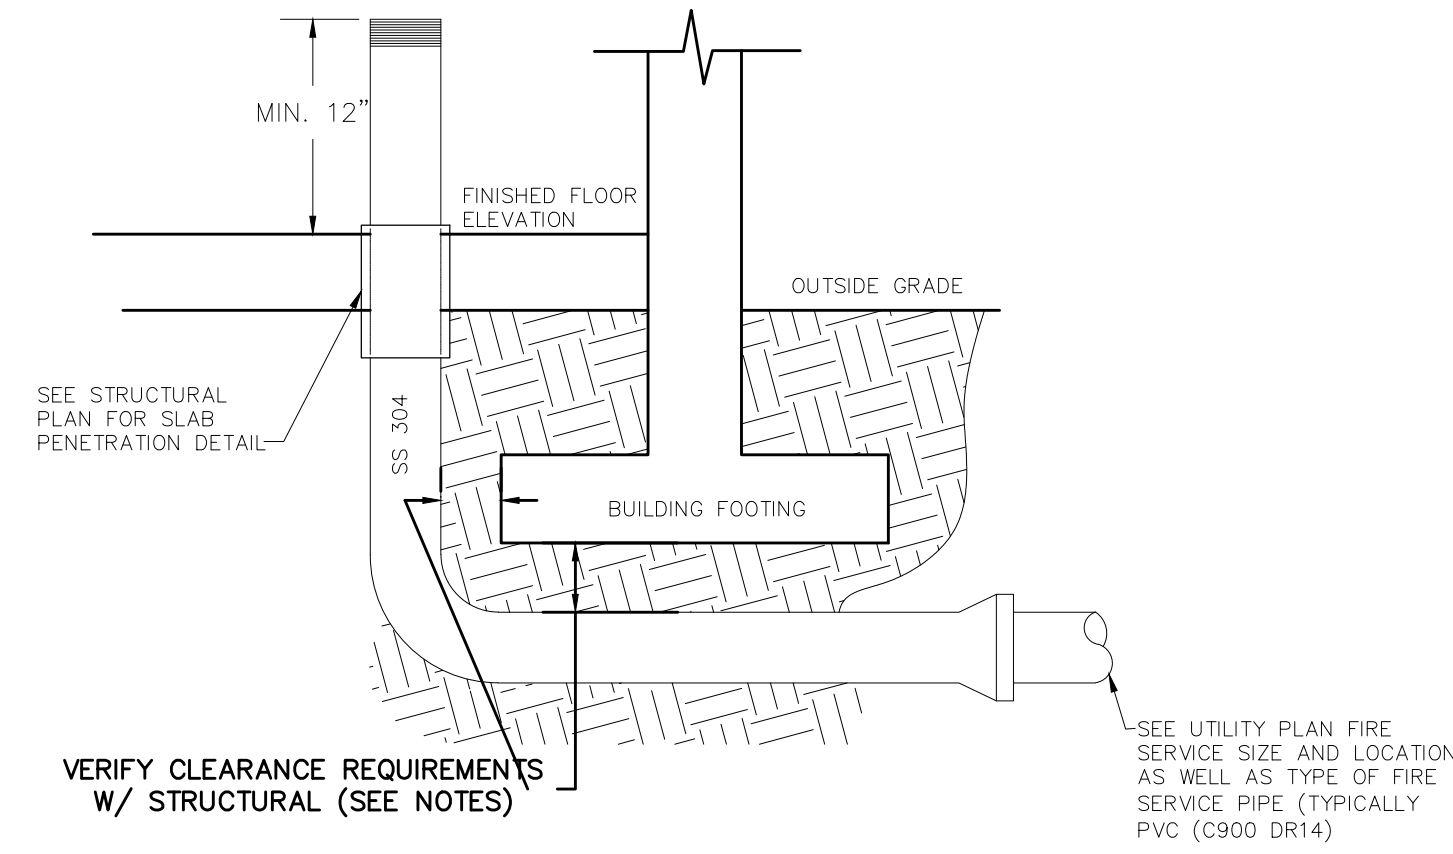 MIN. 12”
FINISHED FLOOR
ELEVATION
OUTSIDE GRADE
SEE STRUCTURAL
PLAN FOR SLAB
PENETRATION DETAIL
SS 304
BUILDING FOOTING
VERIFY CLEARANCE REQUIREMENTS
W/ STRUCTURAL (SEE NOTES)
SEE UTILITY PLAN FIRE
SERVICE SIZE AND LOCATION
AS WELL AS TYPE OF FIRE
SERVICE PIPE (TYPICALLY
PVC (C900 DR14)